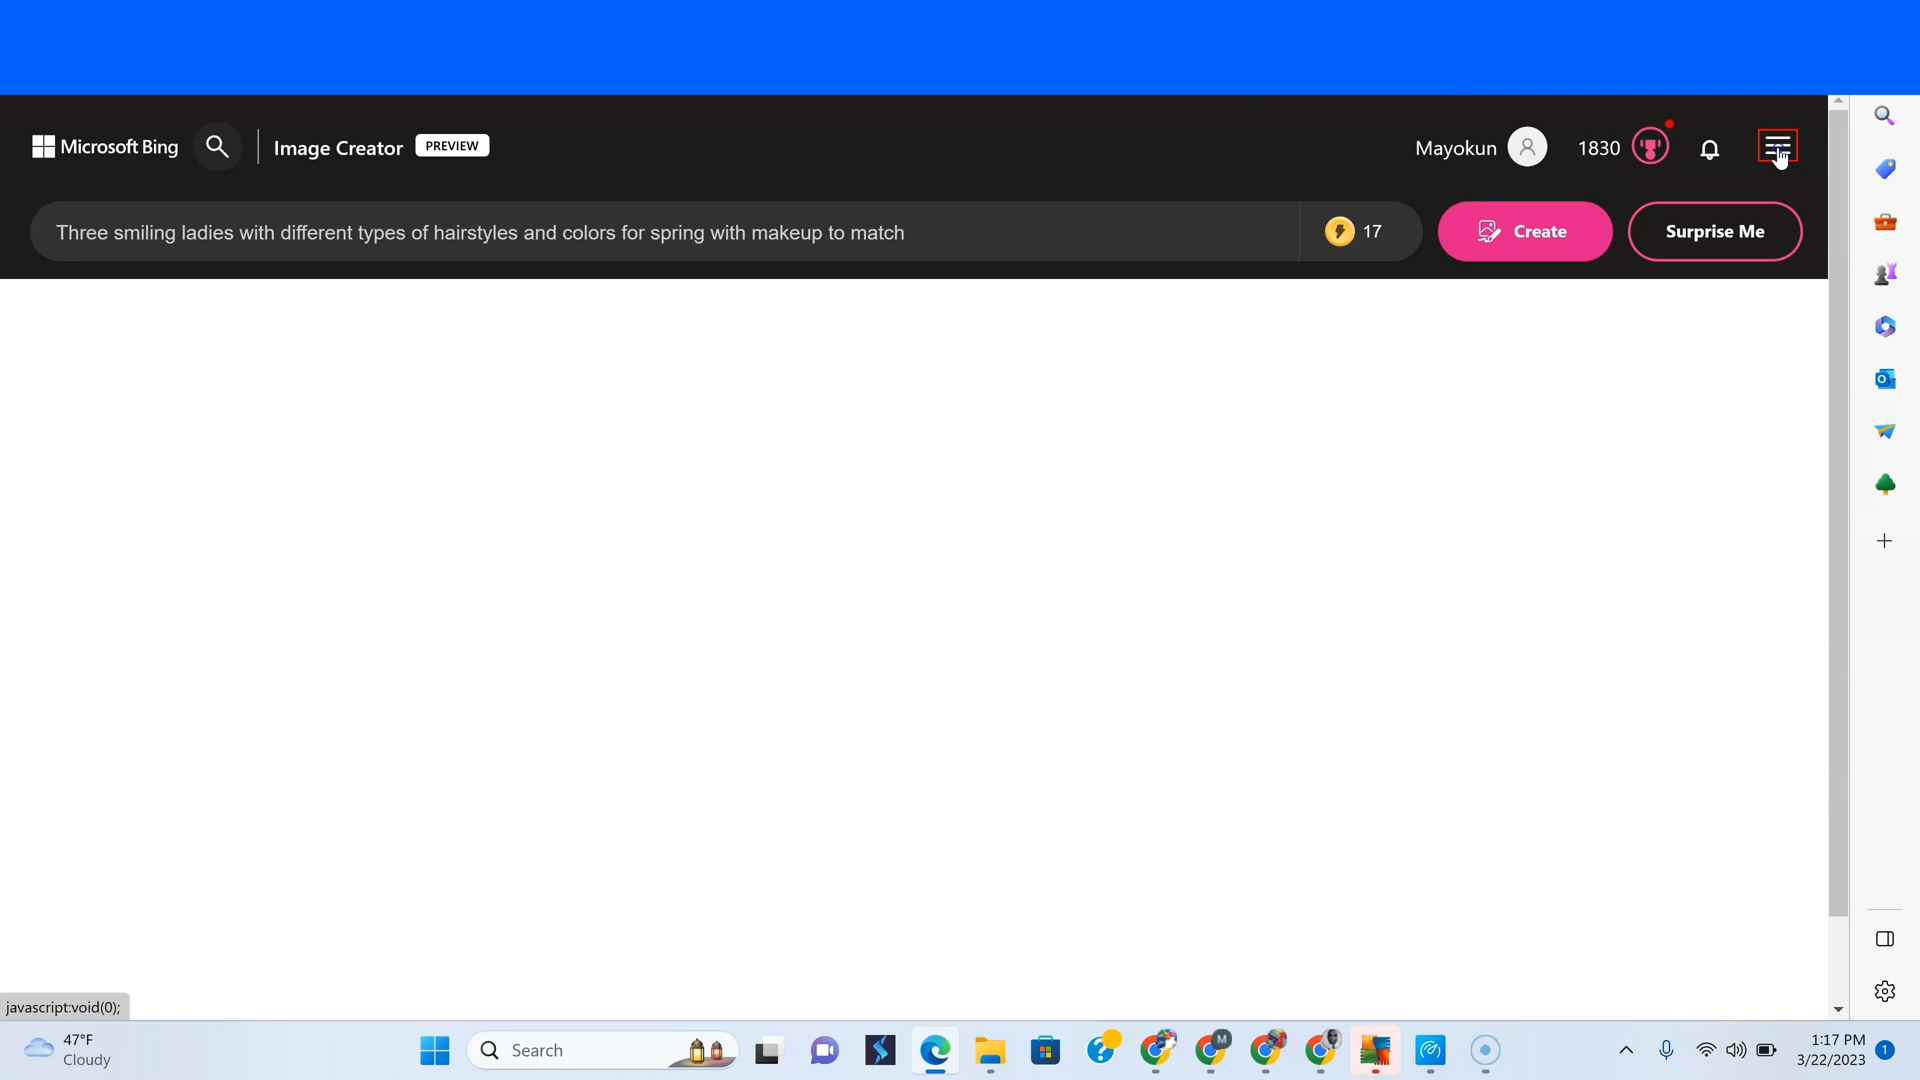 Microsoft Bing
Image Creator
PREVIEW
Mayokun
1830
Three smiling ladies with different types of hairstyles and colors for spring with makeup to match
17
Create
Surprise Me
javascript:void(0);
47°F
Cloudy
Search
M
1:17 PM
3/22/2023
1